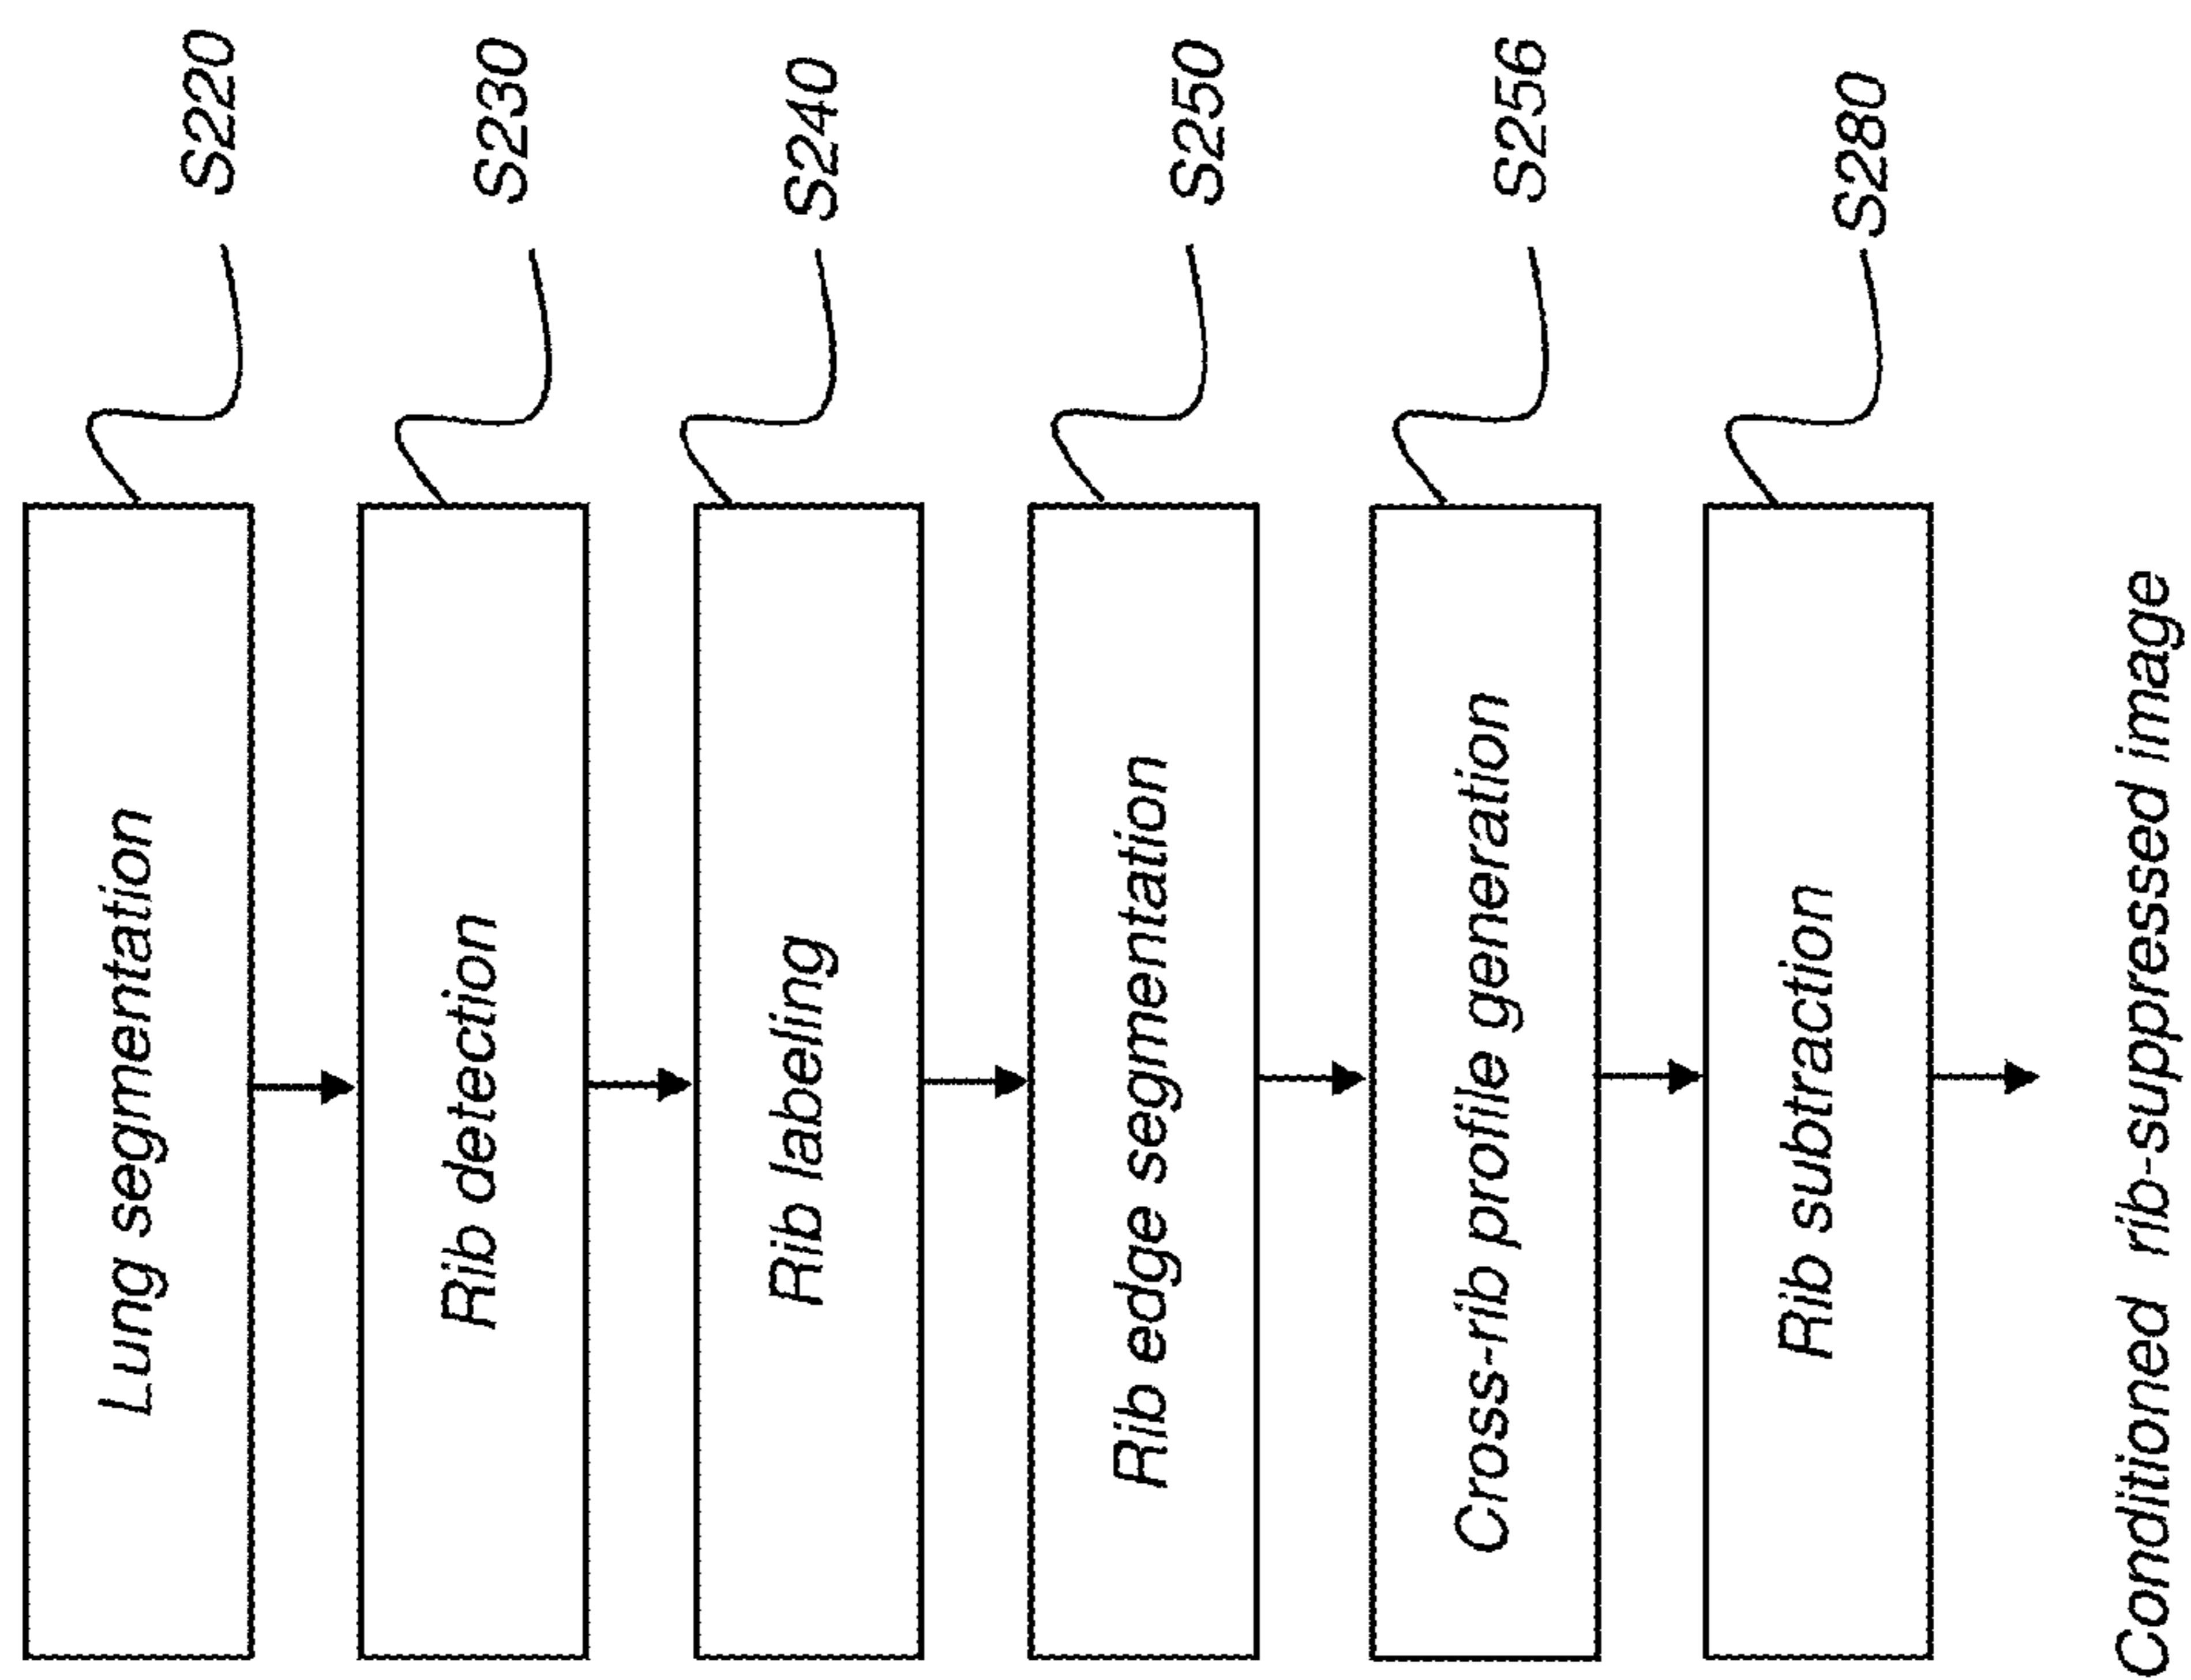 Lung segmentation
S220
Rib detection
S230
Rib labeling
S240
Rib edge segmentation
S250
Cross-rib profile generation
S256
Rib subtraction
S280
Conditioned rib-suppressed image